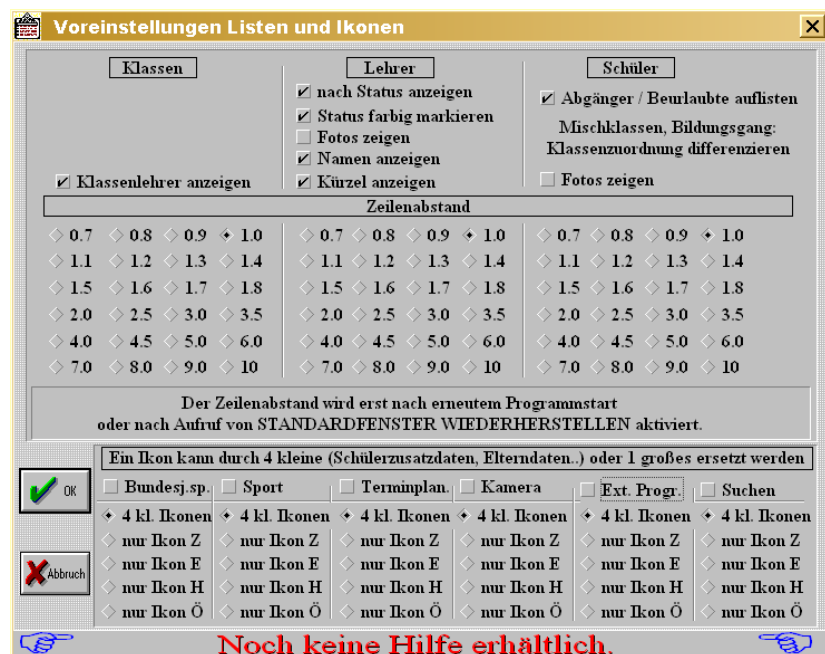 Voreinstellungen Listen und Ikonen
Klassen
Klassenlehrer anzeigen
Lehrer
nach Status anzeigen
Status farbig markieren
Fotos zeigen
Namen anzeigen
Kürzel anzeigen
Schüler
Abgänger / Beurlaubte auflisten
Mischklassen, Bildungsgang:
Klassenzuordnung differenzieren
Fotos zeigen
Zeilenabstand
0.7 0.8 0.9 1.0 0.7 0.8 0.9 1.0 0.7 0.8 0.9 1.0
1.1 1.2 1.3 1.4 1.1 1.2 1.3 1.4 1.1 1.2 1.3 1.4
1.5 1.6 1.7 1.8 1.5 1.6 1.7 1.8 1.5 1.6 1.7 1.8
2.0 2.5 3.0 3.5 2.0 2.5 3.0 3.5 2.0 2.5 3.0 3.5
4.0 4.5 5.0 6.0 4.0 4.5 5.0 6.0 4.0 4.5 5.0 6.0
7.0 8.0 9.0 10 7.0 8.0 9.0 10 7.0 8.0 9.0 10
Der Zeilenabstand wird erst nach erneutem Programmstart
oder nach Aufruf von STANDARDFENSTER WIEDERHERSTELLEN aktiviert.
Ein Ikon kann durch 4 kleine (Schülerzusatzdaten, Elterndaten..) oder 1 großes ersetzt werden
OK
Abbruch
Bundesj.sp. Sport Terminplan. Kamera Ext. Progr. Suchen
4 kl. Ikonen 4 kl. Ikonen 4 kl. Ikonen 4 kl. Ikonen 4 kl. Ikonen 4 kl. Ikonen
nur Ikon Z nur Ikon Z nur Ikon Z nur Ikon Z nur Ikon Z nur Ikon Z
nur Ikon E nur Ikon E nur Ikon E nur Ikon E nur Ikon E nur Ikon E
nur Ikon H nur Ikon H nur Ikon H nur Ikon H nur Ikon H nur Ikon H
nur Ikon Ö nur Ikon Ö nur Ikon Ö nur Ikon Ö nur Ikon Ö nur Ikon Ö
Noch keine Hilfe erhältlich.